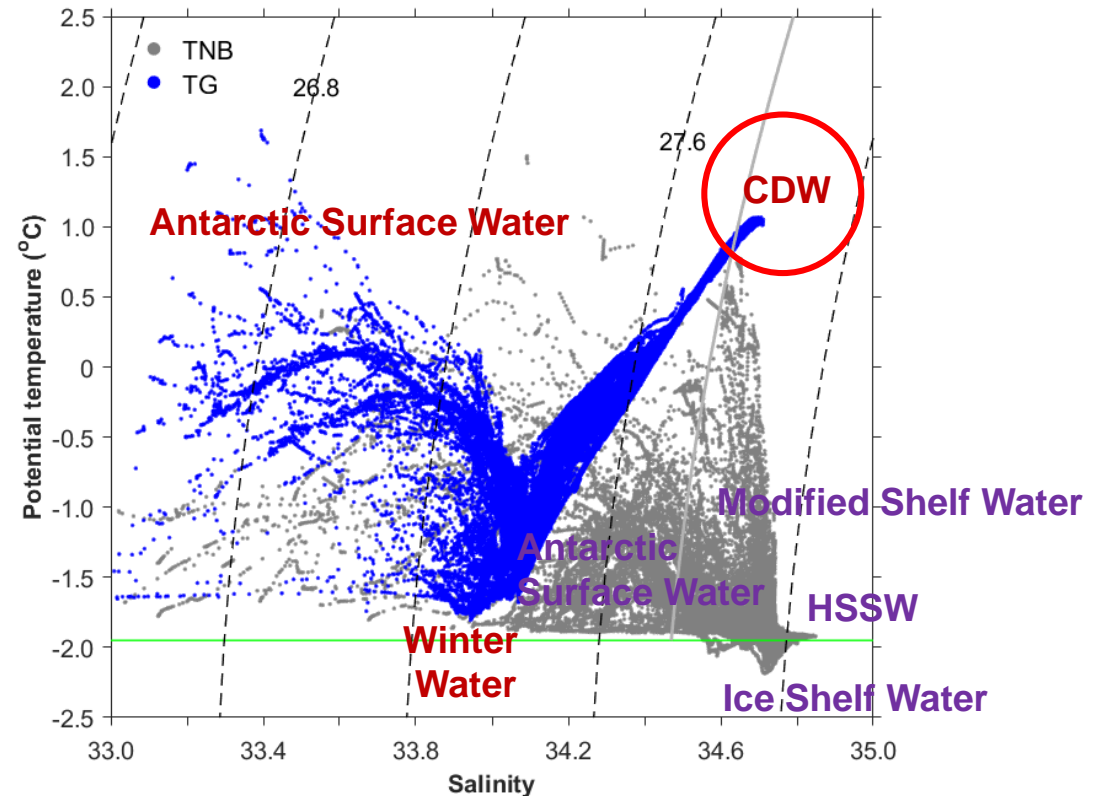 2.5
TNB
TG
2.0
26.8
1.5
27.6
CDW
1.0
Antarctic Surface Water
0.5
0
-0.5
-1.0
Modified Shelf Water
Antarctic
Surface Water
-1.5
HSSW
-2.0
Winter
Water
Ice Shelf Water
-2.5
33.0
33.4
33.8
34.2
34.6
35.0
Salinity
Potential temperature (°C)